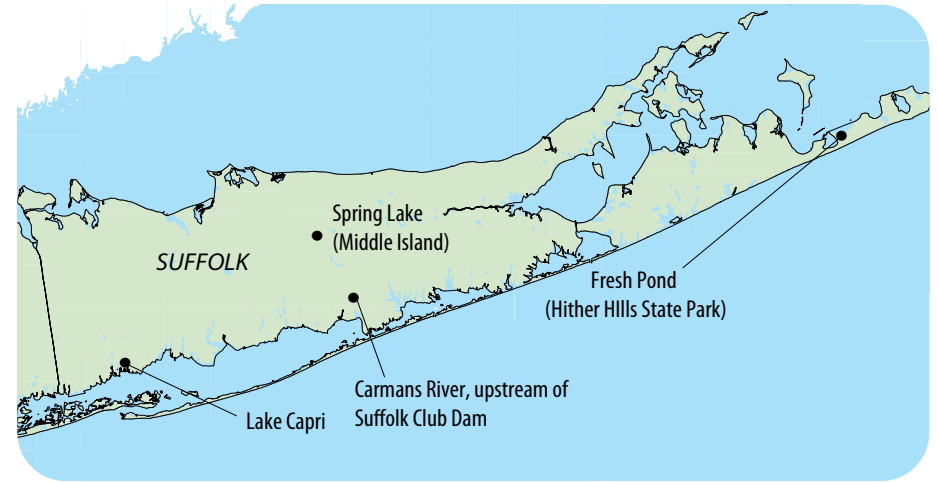 Spring Lake
(Middle Island)
SUFFOLK
Fresh Pond
(Hither HIlls State Park)
Carmans River, upstream of
Suffolk Club Dam
Lake Capri